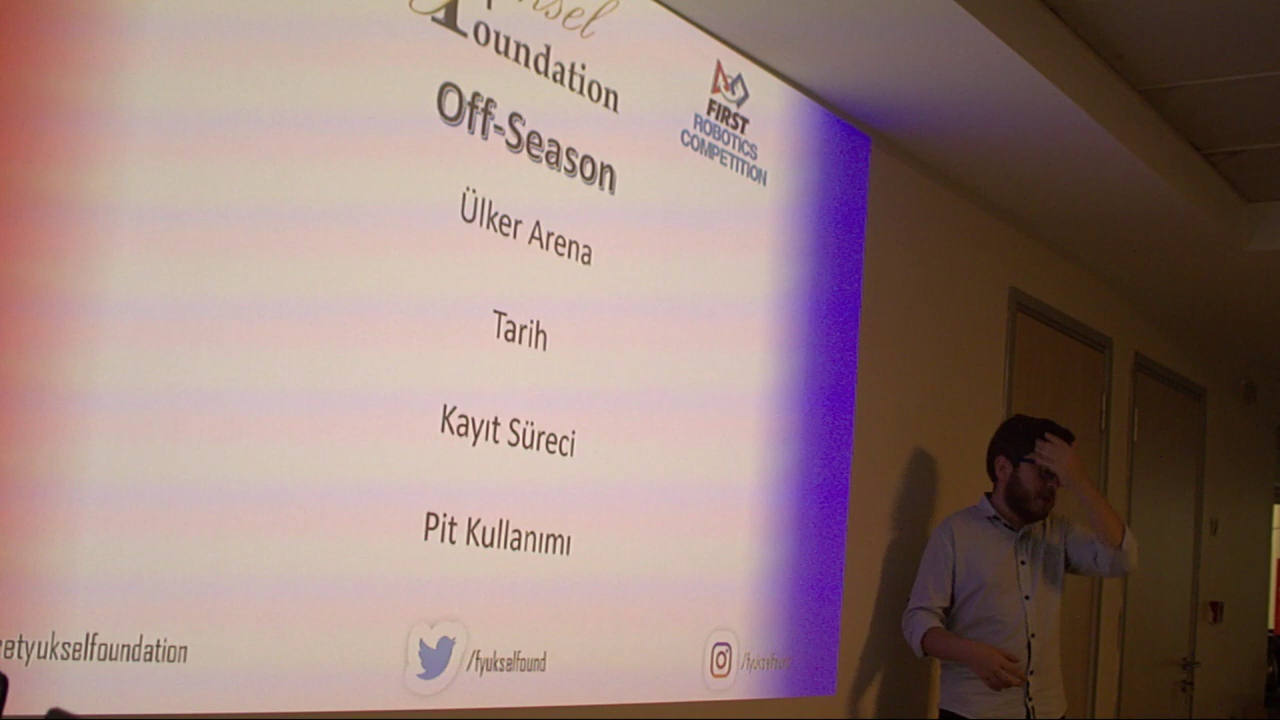 oundation
Off-Season
FIRST
ROBOTICS
COMPETITION
Ülker Arena
Tarih
Kayıt Süreci
Pit Kullanımı
etyukselfoundation
/fyukselfound